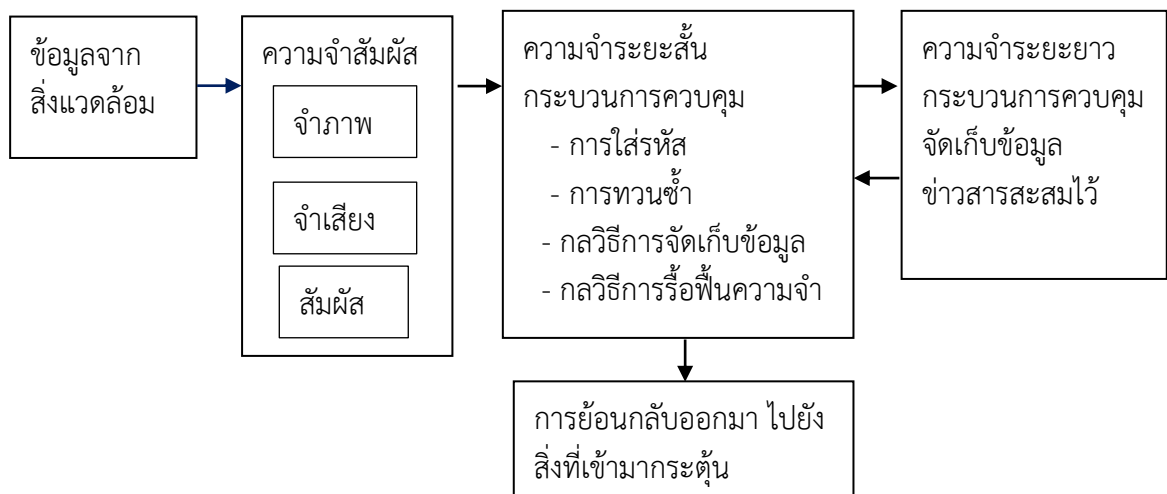 ข้อมูลจาก
สิ่งแวดล้อม
ความจำสัมผัส
จำภาพ
จำเสียง
สัมผัส
ความจำระยะสั้น
กระบวนการควบคุม
- การใส่รหัส
- การทวนซ้ำ
- กลวิธีการจัดเก็บข้อมูล
- กลวิธีการรื้อฟื้นความจำ
ความจำระยะยาว
กระบวนการควบคุม
จัดเก็บข้อมูล
ข่าวสารสะสมไว้
การย้อนกลับออกมา ไปยัง
สิ่งที่เข้ามากระตุ้น